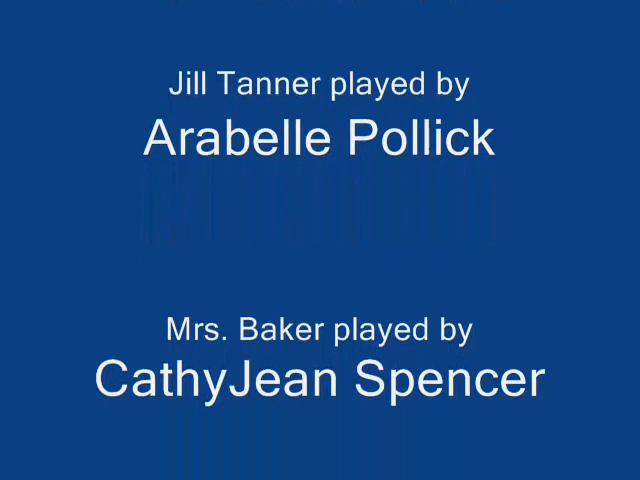 Jill Tanner played by
Arabelle Pollick
Mrs. Baker played by
CathyJean Spencer